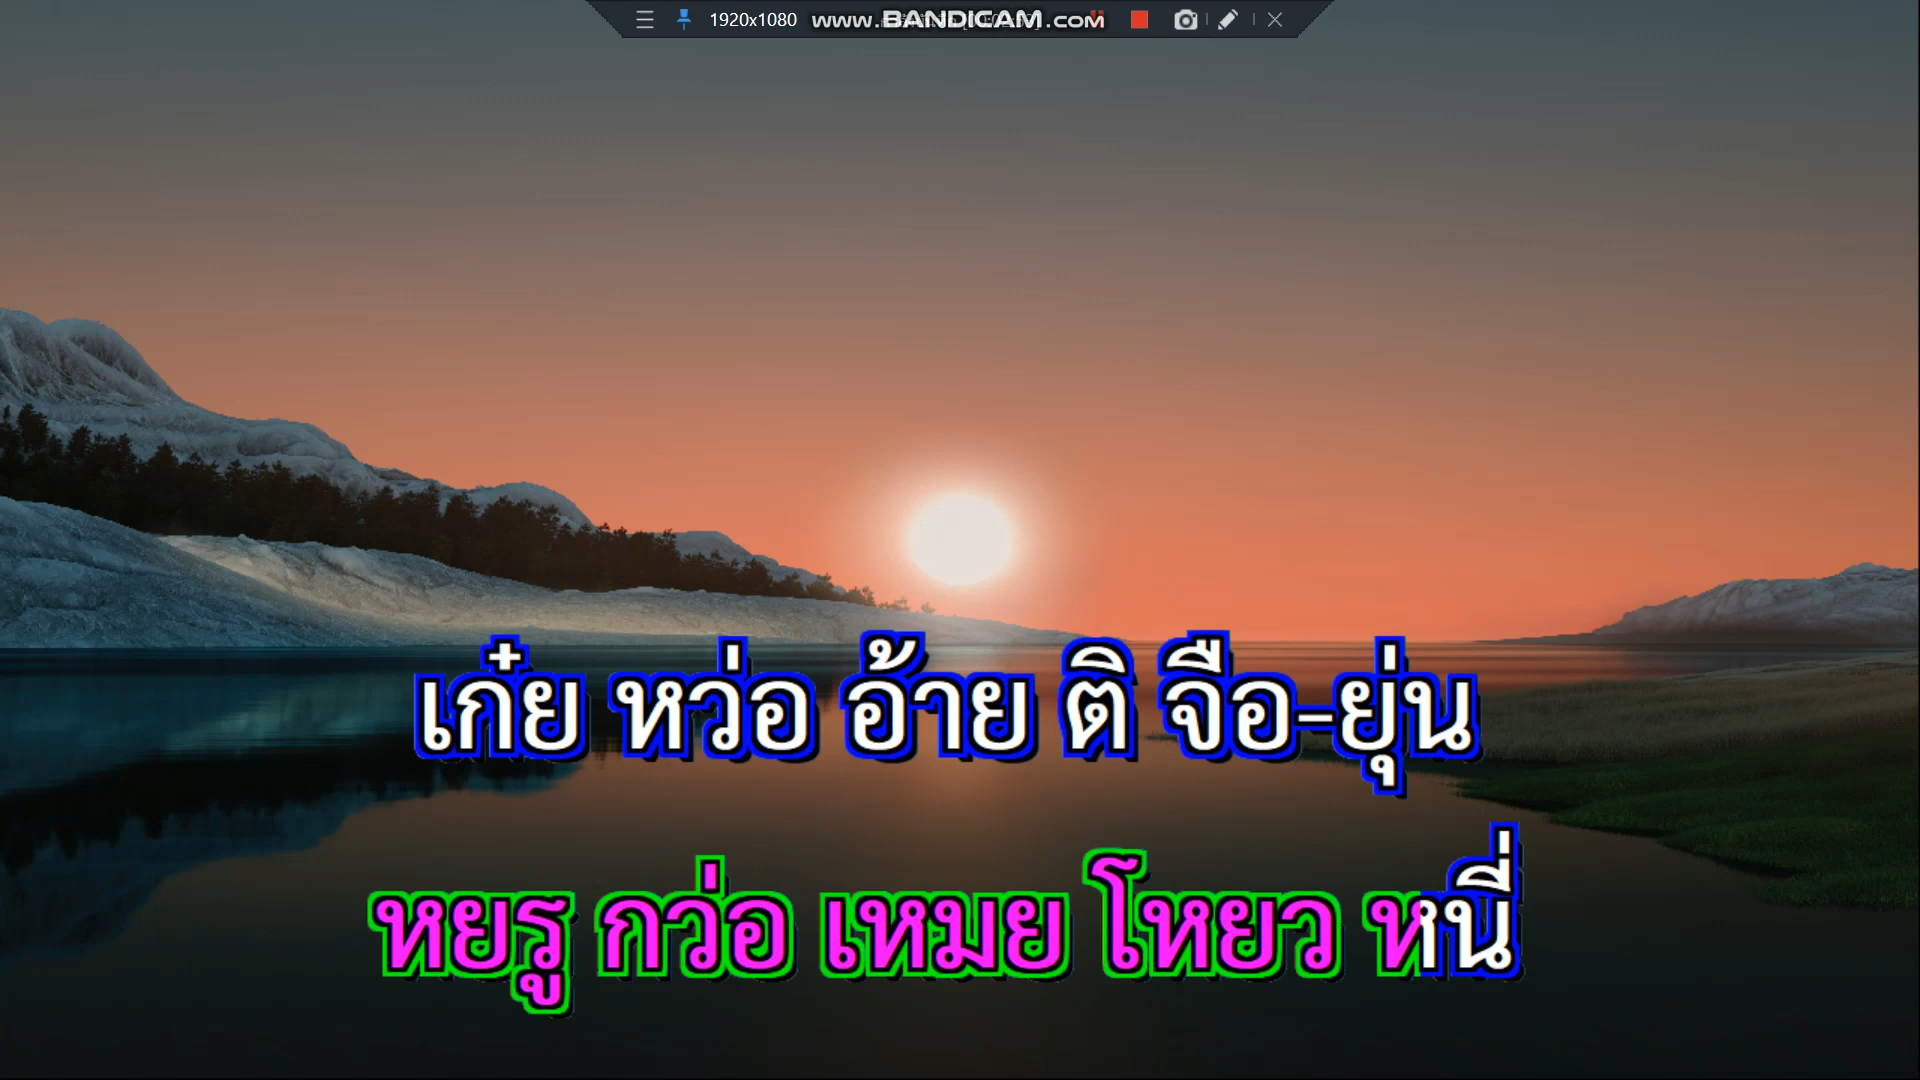 1920x1080
www.BANDICAM.com
เก๋ย หว่อ อ้าย ติ จือ-ยุ่น
หยรู กว่อ เหมย โหยว หนี่